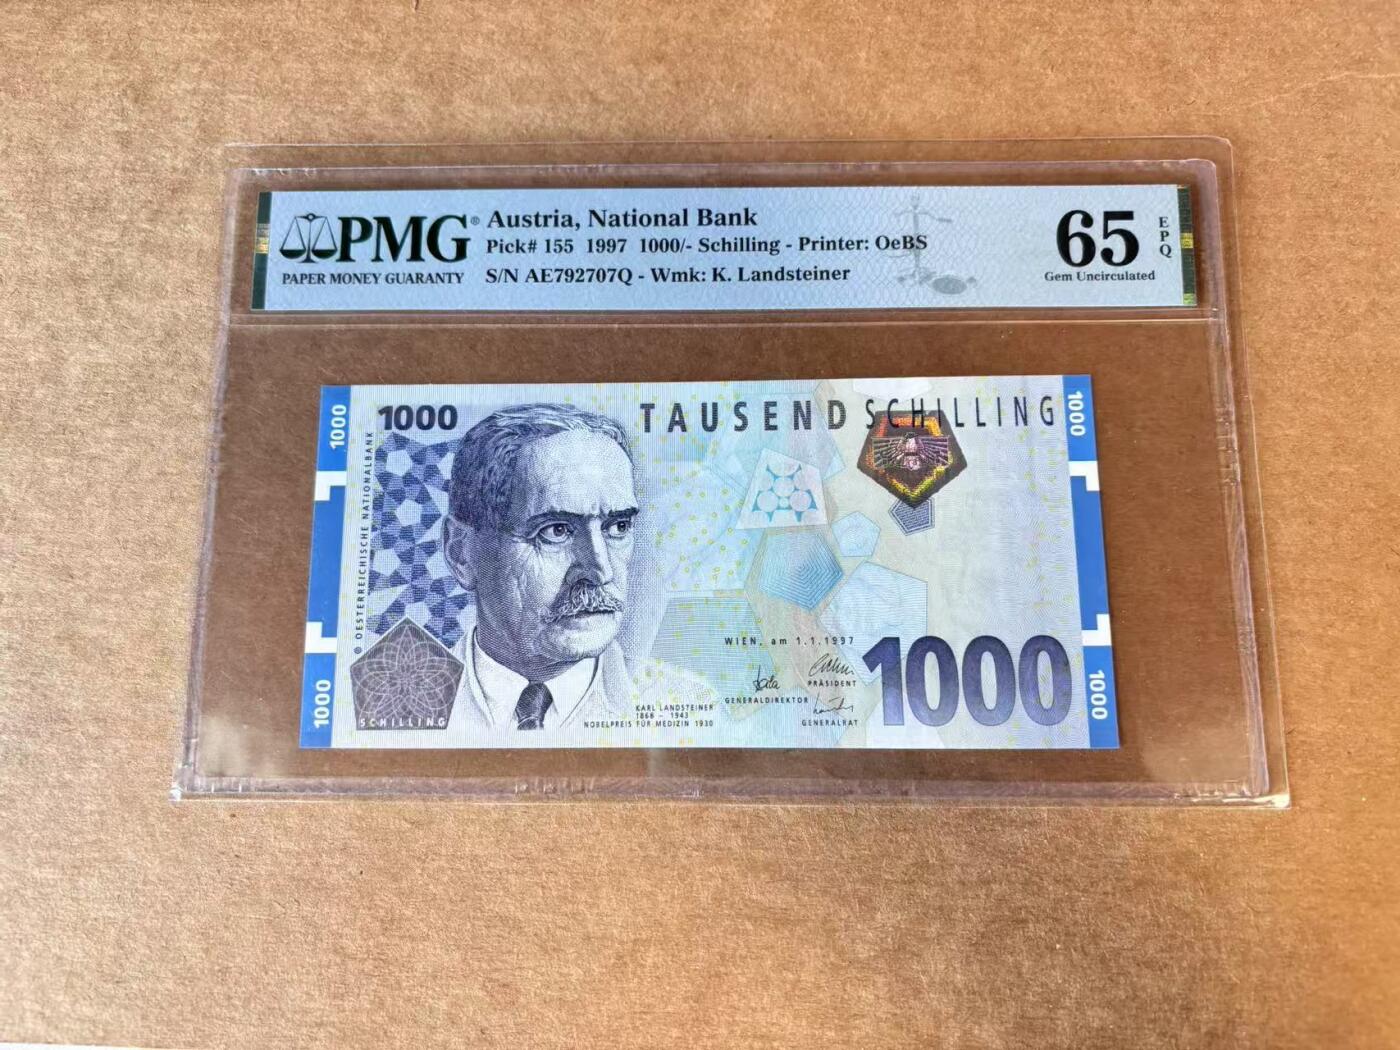 PMG®
PAPER MONEY GUARANTY
Austria, National Bank
Pick# 155 1997 1000/- Schilling - Printer: OeBS
S/N AE792707Q - Wmk: K. Landsteiner
65
EPQ
Gem Uncirculated
1000
1000
TAUSEND SCHILLING
1000
© OESTERREICHISCHE NATIONALBANK
WIEN, am 1.1.1997
PRÄSIDENT
GENERALDIREKTOR
GENERALRAT
KARL LANDSTEINER
1868 – 1943
NOBELPREIS FÜR MEDIZIN 1930
SCHILLING
1000
1000
1000